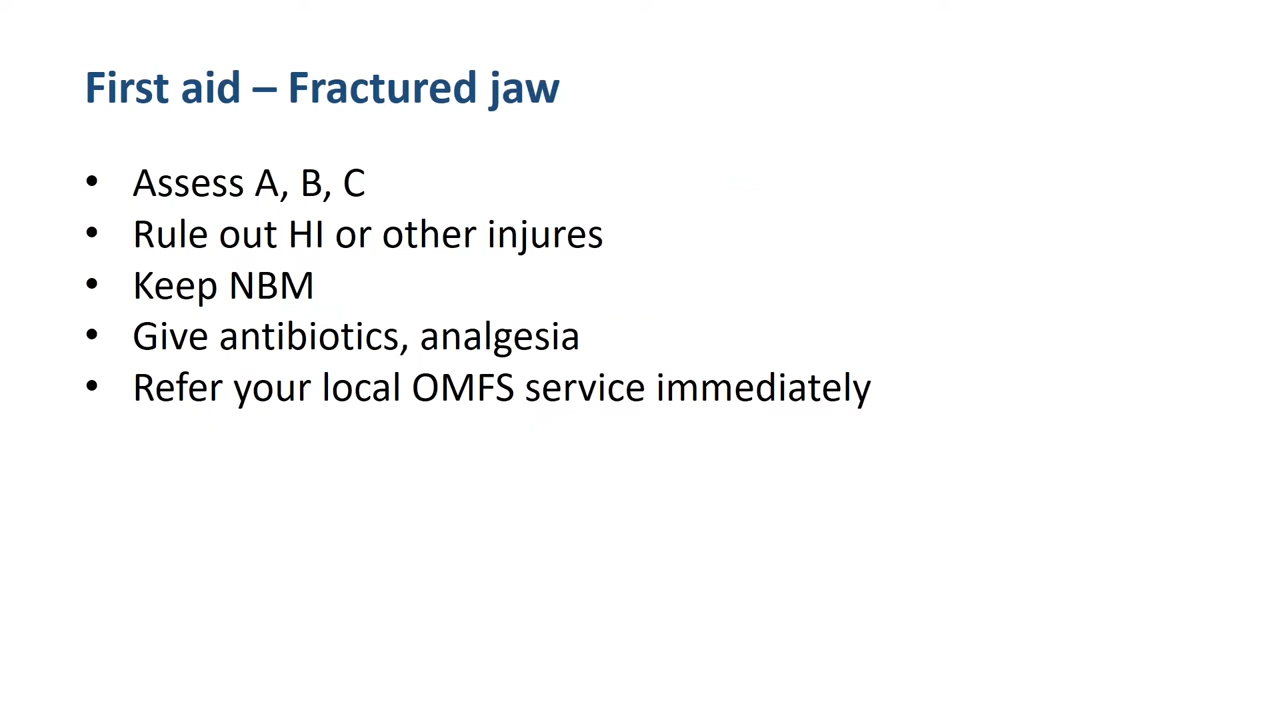 First aid – Fractured jaw
• Assess A, B, C
• Rule out HI or other injures
• Keep NBM
• Give antibiotics, analgesia
• Refer your local OMFS service immediately